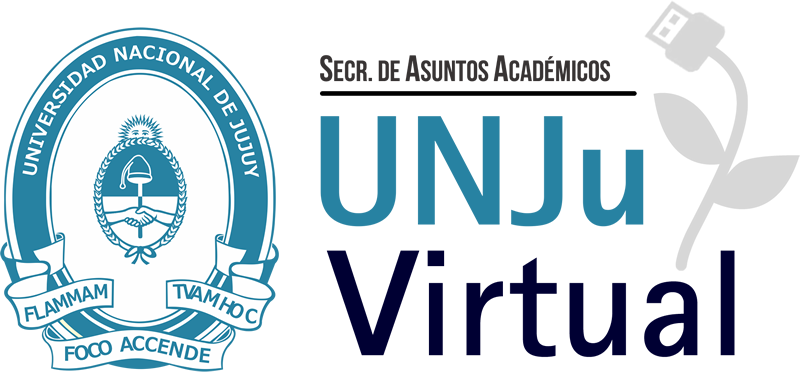 UNIVERSIDAD NACIONAL DE JUJUY
FLAMMAM
TVAM HOC
FOCO ACCENDE
SECR. DE ASUNTOS ACADÉMICOS
UNJu
Virtual